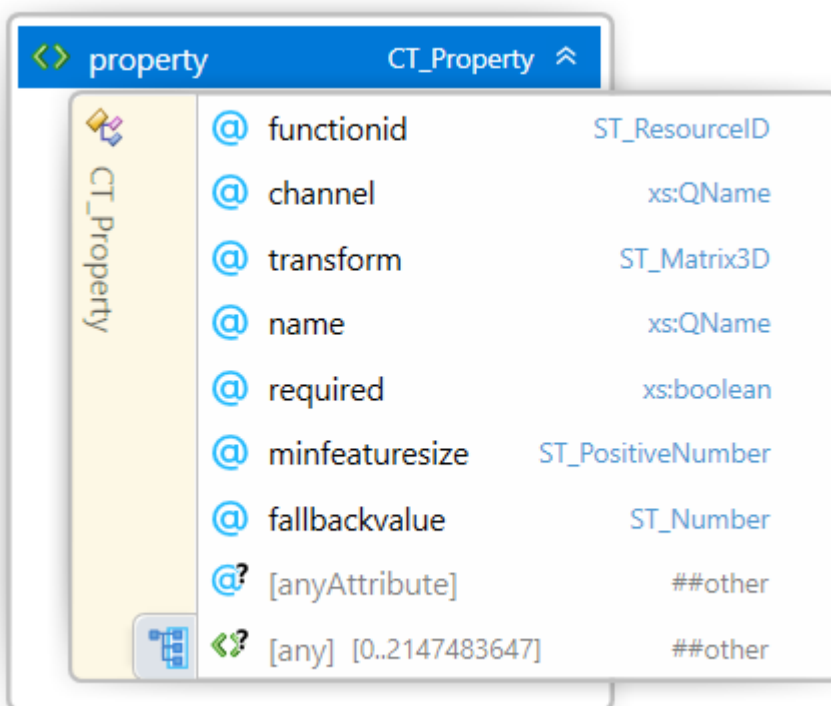 property CT_Property
CT_Property
functionid ST_ResourceID
channel xs:QName
transform ST_Matrix3D
name xs:QName
required xs:boolean
minfeaturesize ST_PositiveNumber
fallbackvalue ST_Number
[anyAttribute] ##other
[any] [0..2147483647] ##other